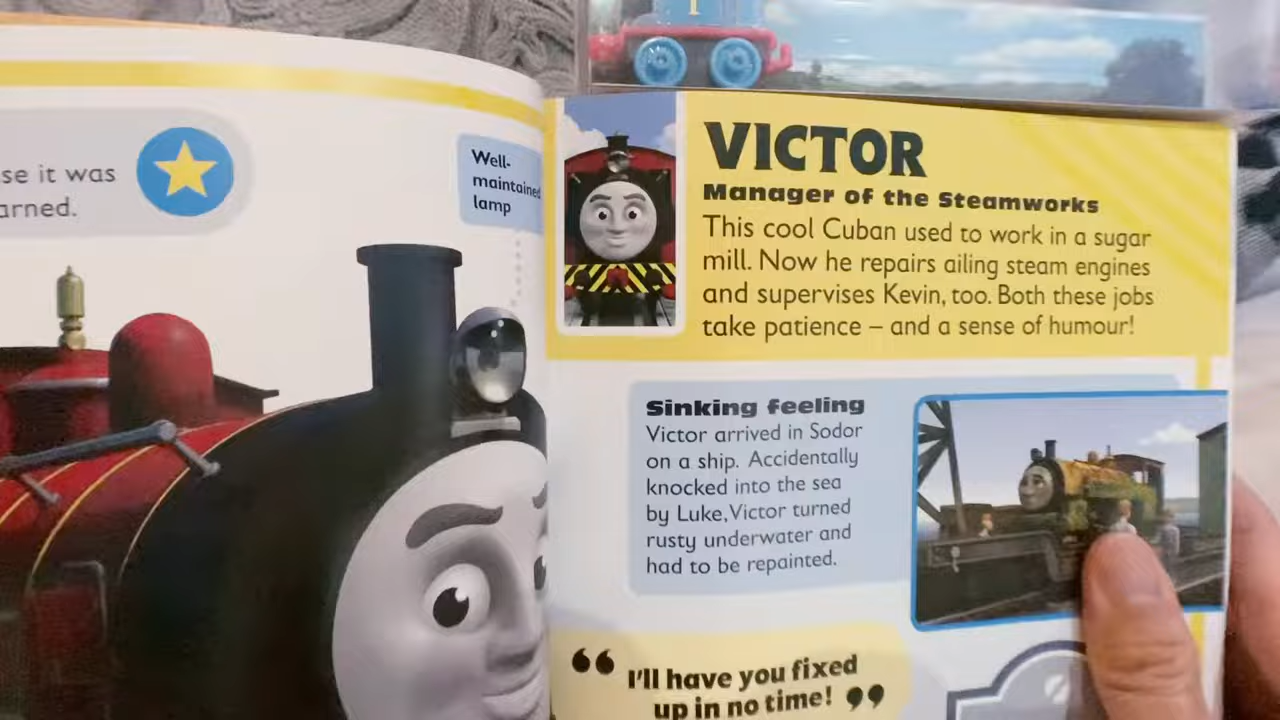 se it was
arned.
Well-
maintained
lamp
VICTOR
Manager of the Steamworks
This cool Cuban used to work in a sugar
mill. Now he repairs ailing steam engines
and supervises Kevin, too. Both these jobs
take patience – and a sense of humour!
Sinking feeling
Victor arrived in Sodor
on a ship. Accidentally
knocked into the sea
by Luke, Victor turned
rusty underwater and
had to be repainted.
“ I'll have you fixed
up in no time! ”
1